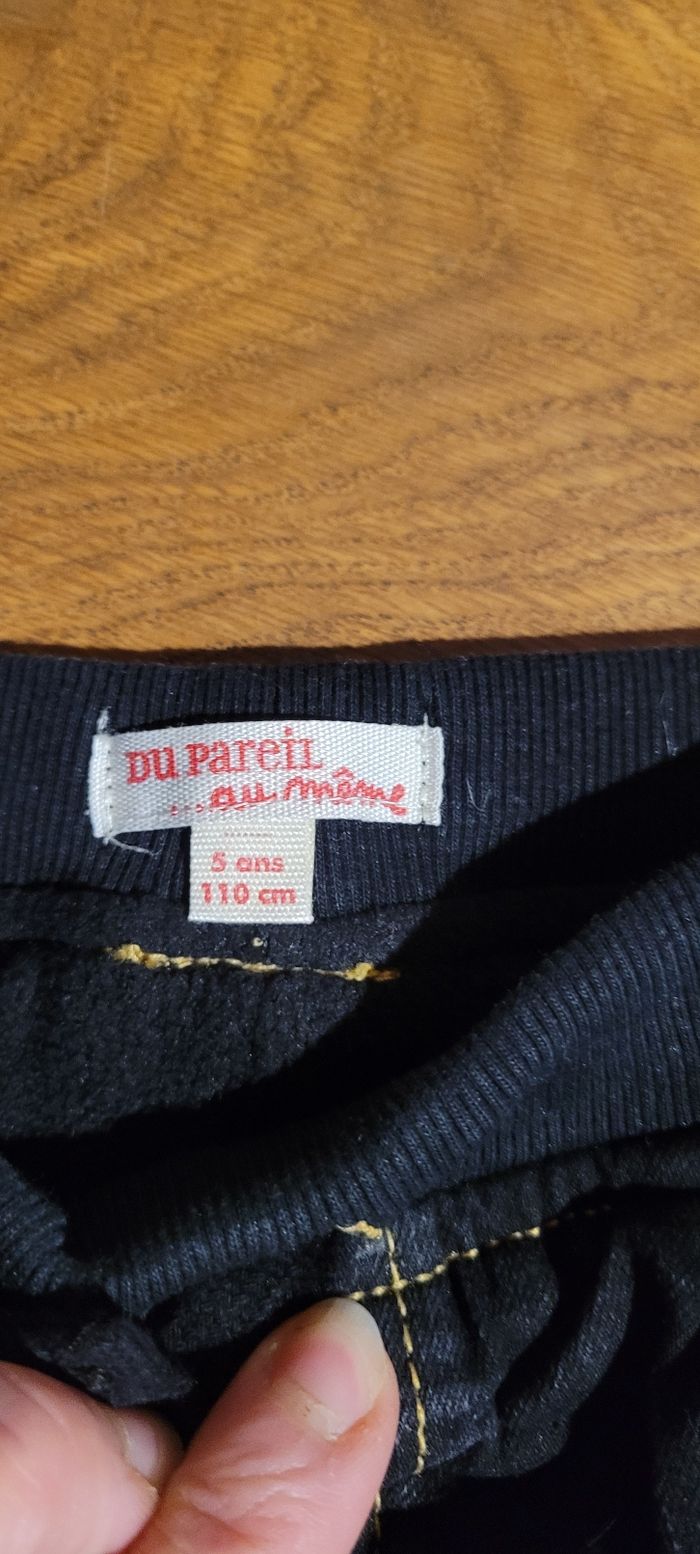 DU Pareil
...au même
5 ans
110 cm